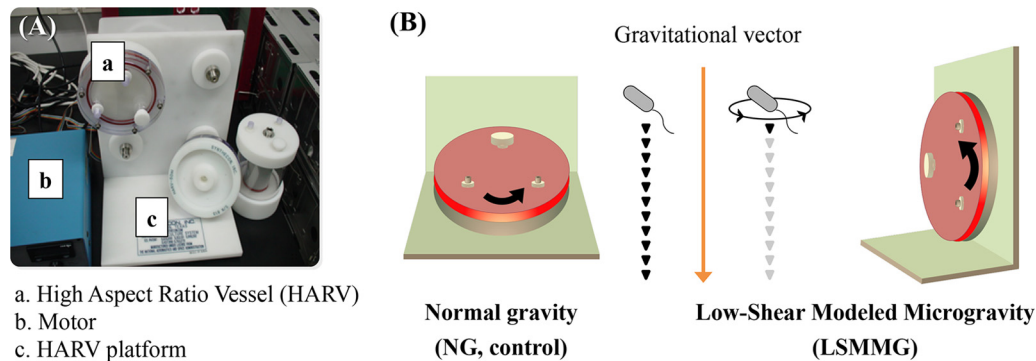 (A)
a
b
c
a. High Aspect Ratio Vessel (HARV)
b. Motor
c. HARV platform
(B)
Gravitational vector
Normal gravity
(NG, control)
Low-Shear Modeled Microgravity
(LSMMG)